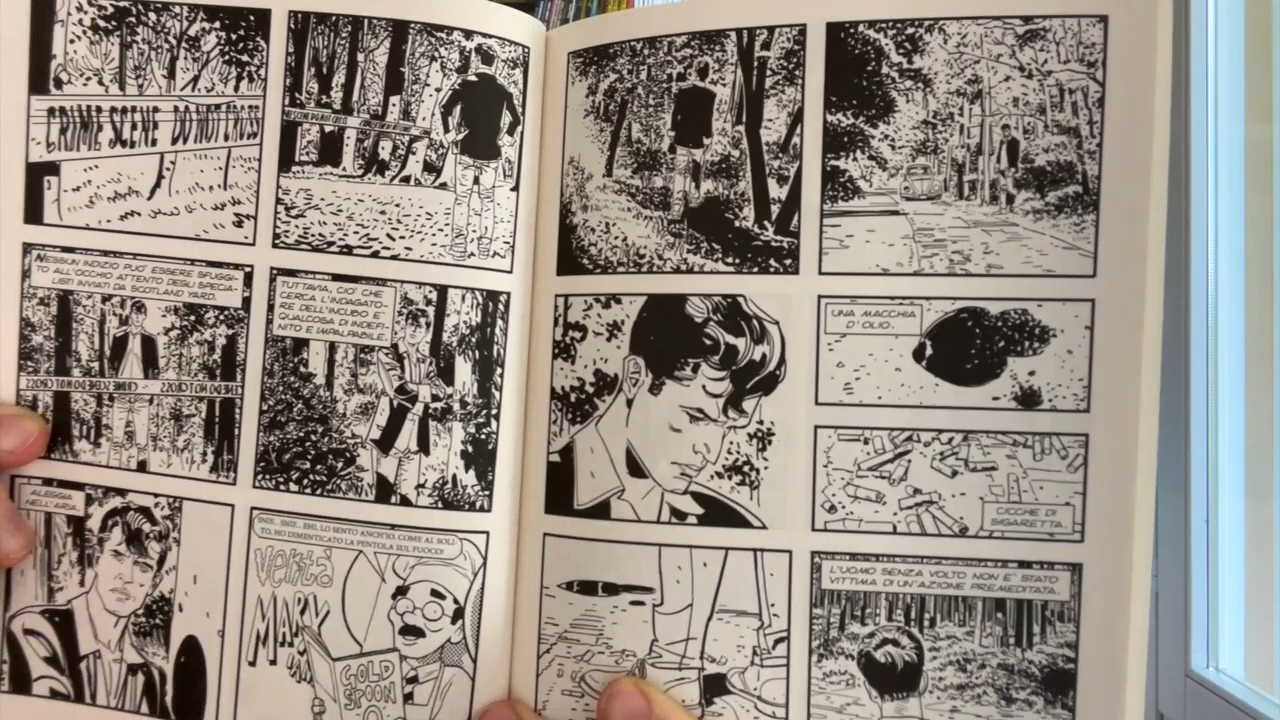 CRIME SCENE DO NOT CROSS
NESSUN INDIZIO PUO' ESSERE SFUGGI-
TO ALL'OCCHIO ATTENTO DEGLI SPECIA-
LISTI INVIATI DA SCOTLAND YARD.
TUTTAVIA, CIO' CHE
CERCA L'INDAGATO-
RE DELL'INCUBO E'
QUALCOSA DI INDEFI-
NITO E IMPALPABILE.
CRIME SCENE DO NOT CROSS
ALEGGIA
NELL'ARIA.
SNIF... SNIF... EHI, LO SENTO ANCH'IO. COME AL SOLI-
TO, HO DIMENTICATO LA PENTOLA SUL FUOCO!
Verità
MARX
GOLD
SPOON
UNA MACCHIA
D'OLIO.
CICCHE DI
SIGARETTA.
L'UOMO SENZA VOLTO NON E' STATO
VITTIMA DI UN'AZIONE PREMEDITATA.